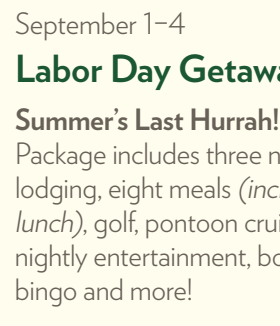 September 1–4
Labor Day Getawa
Summer's Last Hurrah!
Package includes three n
lodging, eight meals (inc
lunch), golf, pontoon crui
nightly entertainment, bo
bingo and more!